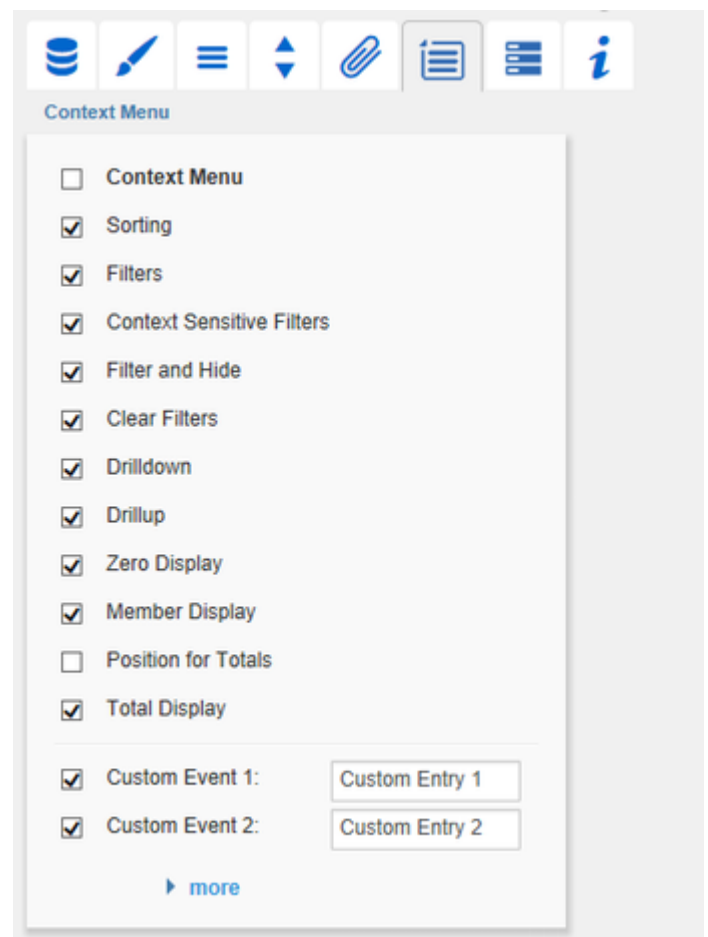 Context Menu
Context Menu
Sorting
Filters
Context Sensitive Filters
Filter and Hide
Clear Filters
Drilldown
Drillup
Zero Display
Member Display
Position for Totals
Total Display
Custom Event 1: Custom Entry 1
Custom Event 2: Custom Entry 2
more